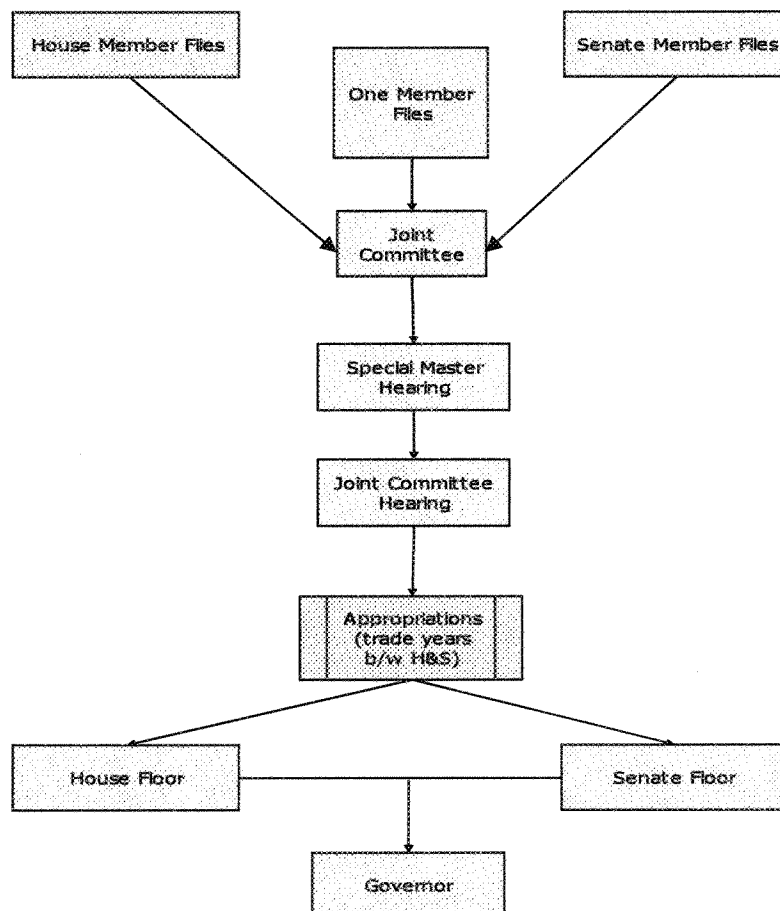 House Member Files
Senate Member Files
One Member
Files
Joint
Committee
Special Master
Hearing
Joint Committee
Hearing
Appropriations
(trade years
b/w H&S)
House Floor
Senate Floor
Governor